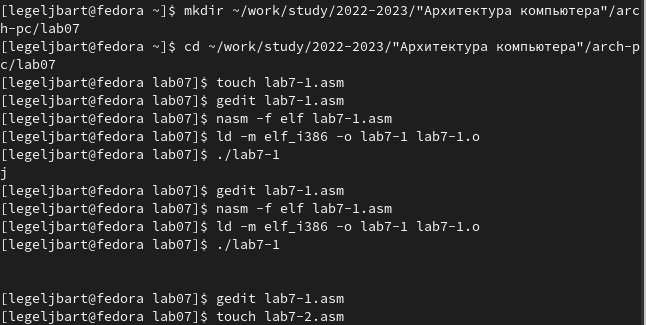 [legeljbart@fedora ~]$ mkdir ~/work/study/2022-2023/"Архитектура компьютера"/arc
h-pc/lab07
[legeljbart@fedora ~]$ cd ~/work/study/2022-2023/"Архитектура компьютера"/arch-p
c/lab07
[legeljbart@fedora lab07]$ touch lab7-1.asm
[legeljbart@fedora lab07]$ gedit lab7-1.asm
[legeljbart@fedora lab07]$ nasm -f elf lab7-1.asm
[legeljbart@fedora lab07]$ ld -m elf_i386 -o lab7-1 lab7-1.o
[legeljbart@fedora lab07]$ ./lab7-1
j
[legeljbart@fedora lab07]$ gedit lab7-1.asm
[legeljbart@fedora lab07]$ nasm -f elf lab7-1.asm
[legeljbart@fedora lab07]$ ld -m elf_i386 -o lab7-1 lab7-1.o
[legeljbart@fedora lab07]$ ./lab7-1
[legeljbart@fedora lab07]$ gedit lab7-1.asm
[legeljbart@fedora lab07]$ touch lab7-2.asm